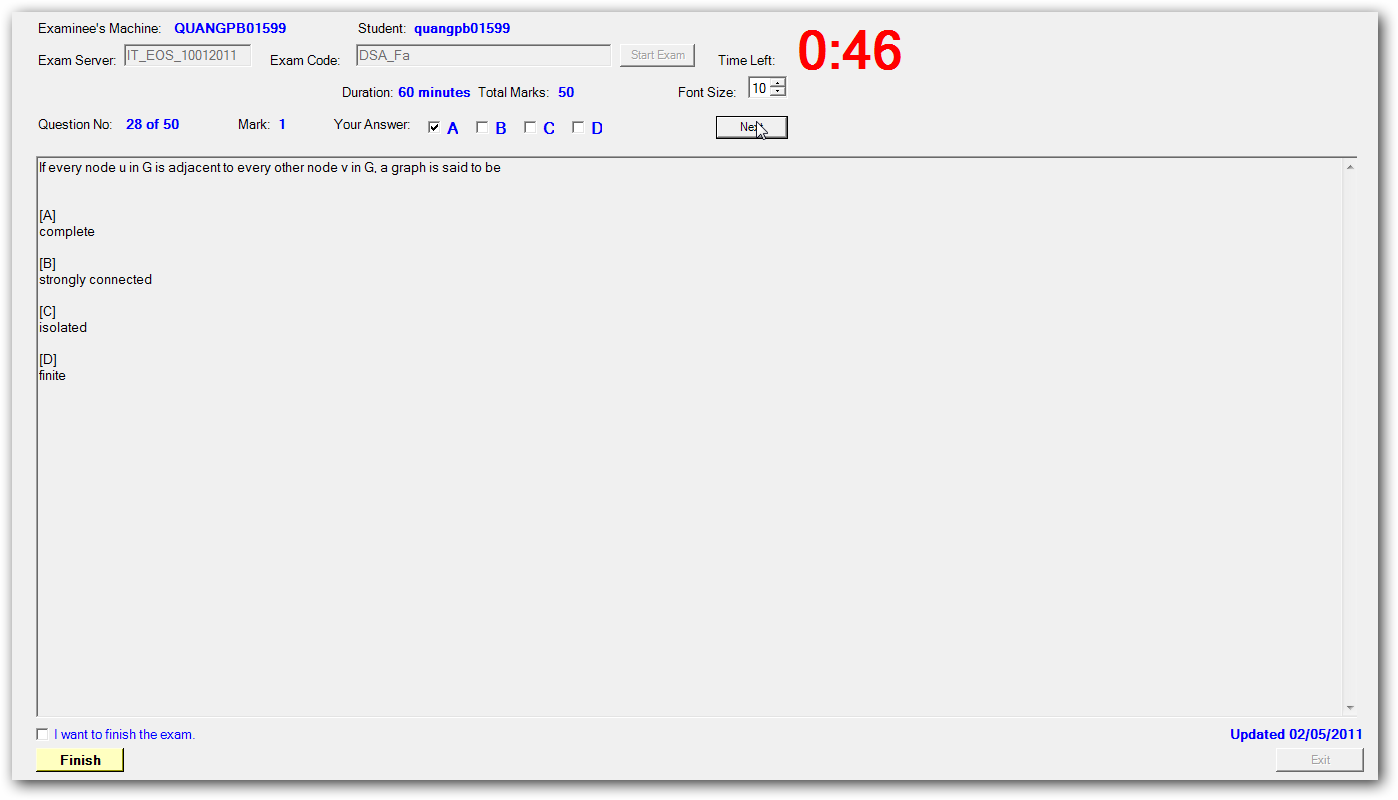 Examinee's Machine: QUANGPB01599 Student: quangpb01599
Exam Server: IT_EOS_10012011 Exam Code: DSA_Fa Start Exam Time Left: 0:46
Duration: 60 minutes Total Marks: 50 Font Size: 10
Question No: 28 of 50 Mark: 1 Your Answer: A B C D Next
If every node u in G is adjacent to every other node v in G, a graph is said to be
[A]
complete
[B]
strongly connected
[C]
isolated
[D]
finite
I want to finish the exam. Updated 02/05/2011
Finish Exit